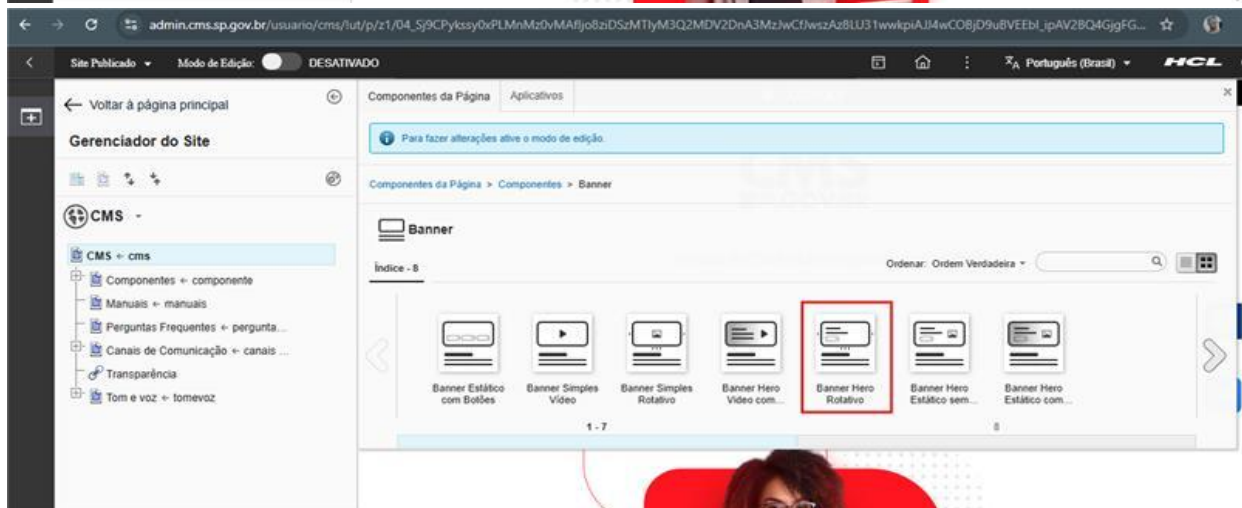 admin.cms.sp.gov.br/usuario/cms/
Site Publicado Modo de Edição: DESATIVADO Português (Brasil) HCL
Voltar à página principal
Gerenciador do Site
CMS
CMS ← cms
Componentes ← componente
Manuais ← manuais
Perguntas Frequentes ← pergunta...
Canais de Comunicação ← canais ...
Transparência
Tom e voz ← tomevoz
Componentes da Página Aplicativos
Para fazer alterações ative o modo de edição.
Componentes da Página > Componentes > Banner
Banner
Índice - 8
Ordenar: Ordem Verdadeira
Banner Estático
com Botões
Banner Simples
Vídeo
Banner Simples
Rotativo
Banner Hero
Vídeo com...
Banner Hero
Rotativo
Banner Hero
Estático sem...
Banner Hero
Estático com...
1 - 7
8